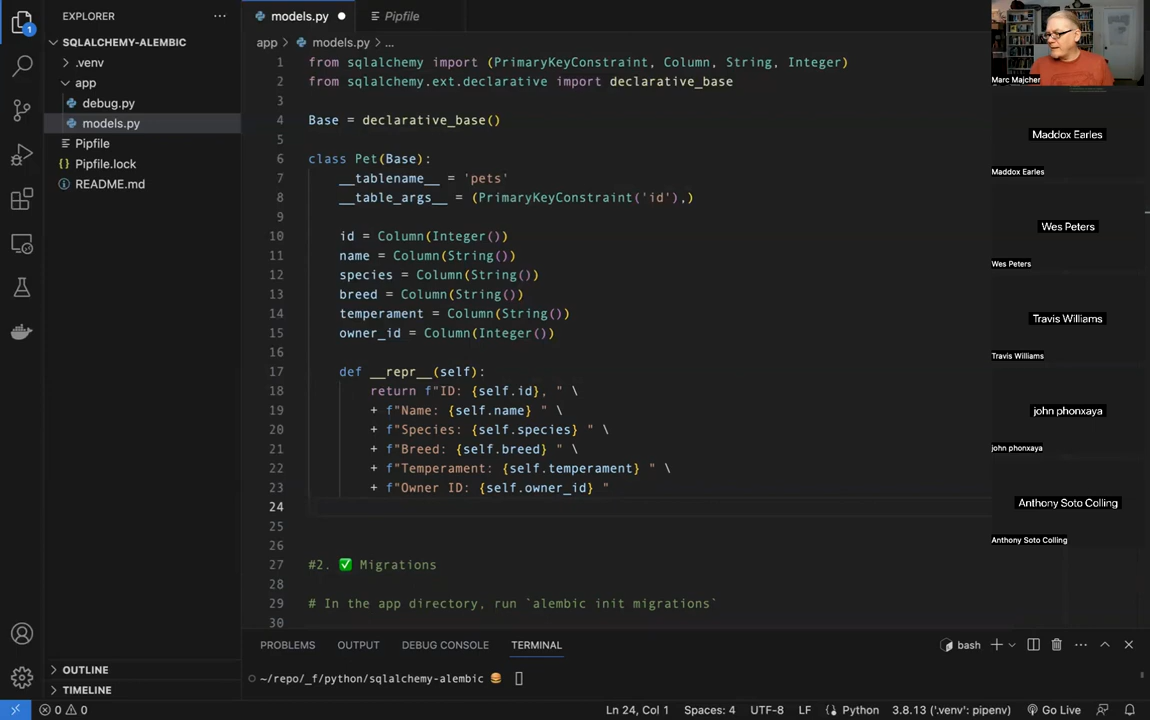 EXPLORER
SQLALCHEMY-ALEMBIC
.venv
app
debug.py
models.py
Pipfile
Pipfile.lock
README.md
OUTLINE
TIMELINE
1
models.py
Pipfile
app > models.py > ...
1 from sqlalchemy import (PrimaryKeyConstraint, Column, String, Integer)
2 from sqlalchemy.ext.declarative import declarative_base
3
4 Base = declarative_base()
5
6 class Pet(Base):
7 __tablename__ = 'pets'
8 __table_args__ = (PrimaryKeyConstraint('id'),)
9
10 id = Column(Integer())
11 name = Column(String())
12 species = Column(String())
13 breed = Column(String())
14 temperament = Column(String())
15 owner_id = Column(Integer())
16
17 def __repr__(self):
18 return f"ID: {self.id}, " \
19 + f"Name: {self.name} " \
20 + f"Species: {self.species} " \
21 + f"Breed: {self.breed} " \
22 + f"Temperament: {self.temperament} " \
23 + f"Owner ID: {self.owner_id} "
24
25
26
27 #2. ✅ Migrations
28
29 # In the app directory, run `alembic init migrations`
30
PROBLEMS OUTPUT DEBUG CONSOLE TERMINAL
bash
~/repo/_f/python/sqlalchemy-alembic 🍔
0 0
Ln 24, Col 1 Spaces: 4 UTF-8 LF Python 3.8.13 ('.venv': pipenv) Go Live
Marc Majcher
Maddox Earles
Maddox Earles
Wes Peters
Wes Peters
Travis Williams
Travis Williams
john phonxaya
john phonxaya
Anthony Soto Colling
Anthony Soto Colling